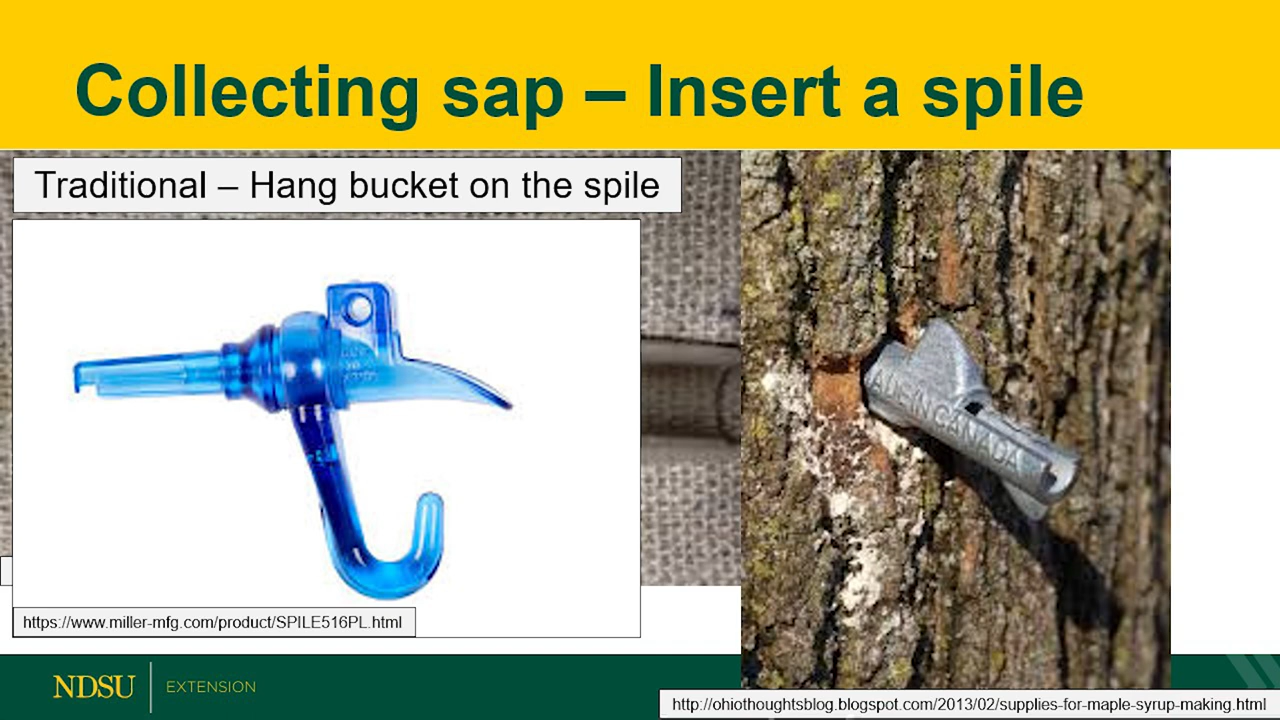 Collecting sap – Insert a spile
Traditional – Hang bucket on the spile
IN CANADA
https://www.miller-mfg.com/product/SPILE516PL.html
NDSU
EXTENSION
http://ohiothoughtsblog.blogspot.com/2013/02/supplies-for-maple-syrup-making.html